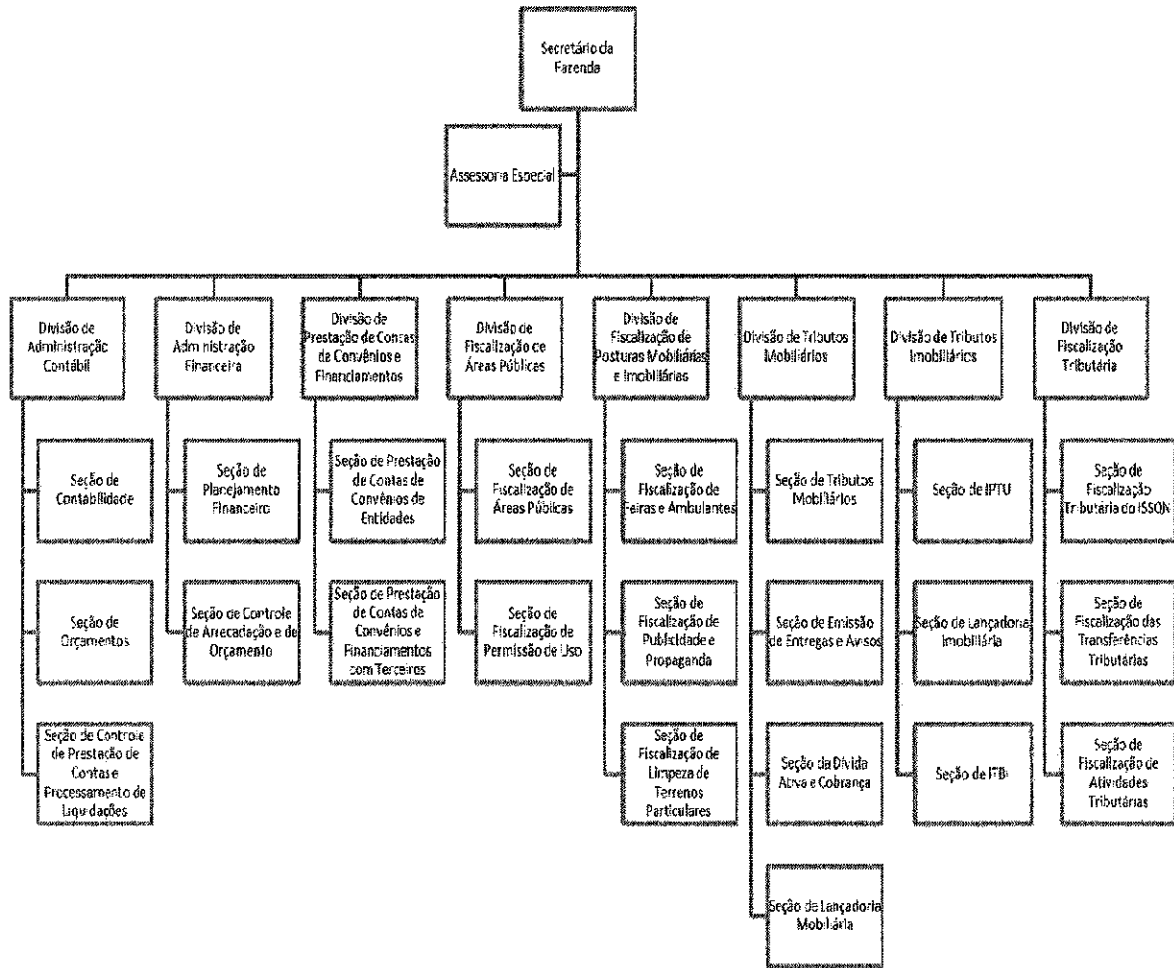 Secretário da
Fazenda
Assessoria Especial
Divisão de
Administração
Contábil
Divisão de
Administração
Financeira
Divisão de
Prestação de Contas
de Convênios e
Financiamentos
Divisão de
Fiscalização de
Áreas Públicas
Divisão de
Fiscalização de
Posturas Mobiliárias
e Imobiliárias
Divisão de Tributos
Mobiliários
Divisão de Tributos
Imobiliários
Divisão de
Fiscalização
Tributária
Seção de
Contabilidade
Seção de
Planejamento
Financeiro
Seção de Prestação
de Contas de
Convênios de
Entidades
Seção de
Fiscalização de
Áreas Públicas
Seção de
Fiscalização de
Feiras e Ambulantes
Seção de Tributos
Mobiliários
Seção de IPTU
Seção de
Fiscalização
Tributária do ISSQN
Seção de
Orçamentos
Seção de Controle
de Arrecadação e de
Orçamento
Seção de Prestação
de Contas de
Convênios e
Financiamentos
com Terceiros
Seção de
Fiscalização de
Permissão de Uso
Seção de
Fiscalização de
Publicidade e
Propaganda
Seção de Emissão
de Entregas e Avisos
Seção de Lançadoria
Imobiliária
Seção de
Fiscalização das
Transferências
Tributárias
Seção de Controle
de Prestação de
Contas e
Processamento de
Liquidações
Seção de
Fiscalização de
Limpeza de
Terrenos
Particulares
Seção da Dívida
Ativa e Cobrança
Seção de ITBI
Seção de
Fiscalização de
Atividades
Tributárias
Seção de Lançadoria
Mobiliária